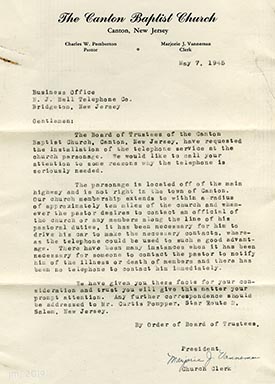 The Canton Baptist Church
Canton, New Jersey
Charles W. Pemberton
Pastor
Marjorie J. Vanneman
Clerk
May 7, 1945
Business Office
N. J. Bell Telephone Co.
Bridgeton, New Jersey
Gentlemen:
The Board of Trustees of the Canton
Baptist Church, Canton, New Jersey, have requested
the installation of the telephone service at the
church parsonage. We would like to call your
attention to some reasons why the telephone is
seriously needed.
The parsonage is located off of the main
highway and is not right in the town of Canton.
Our church membership extends to within a radius
of approximately ten miles of the church and when-
ever the pastor desires to contact an official of
the church or any members along the line of his
pastoral duties, it has been necessary for him to
drive his car to make the necessary contacts, where-
as the telephone could be used to such a good advan-
tage. There have been many instances when it has been
necessary for someone to contact the pastor to notify
him of the illness or death of members and there has
been no telephone to contact him immediately.
We have given you these facts for your con-
sideration and trust you will give this matter your
prompt attention. Any further correspondence should
be addressed to Mr. Curtis Pompper, Star Route D,
Salem, New Jersey.
By Order of Board of Trustees,
President
Marjorie J. Vanneman
Church Clerk